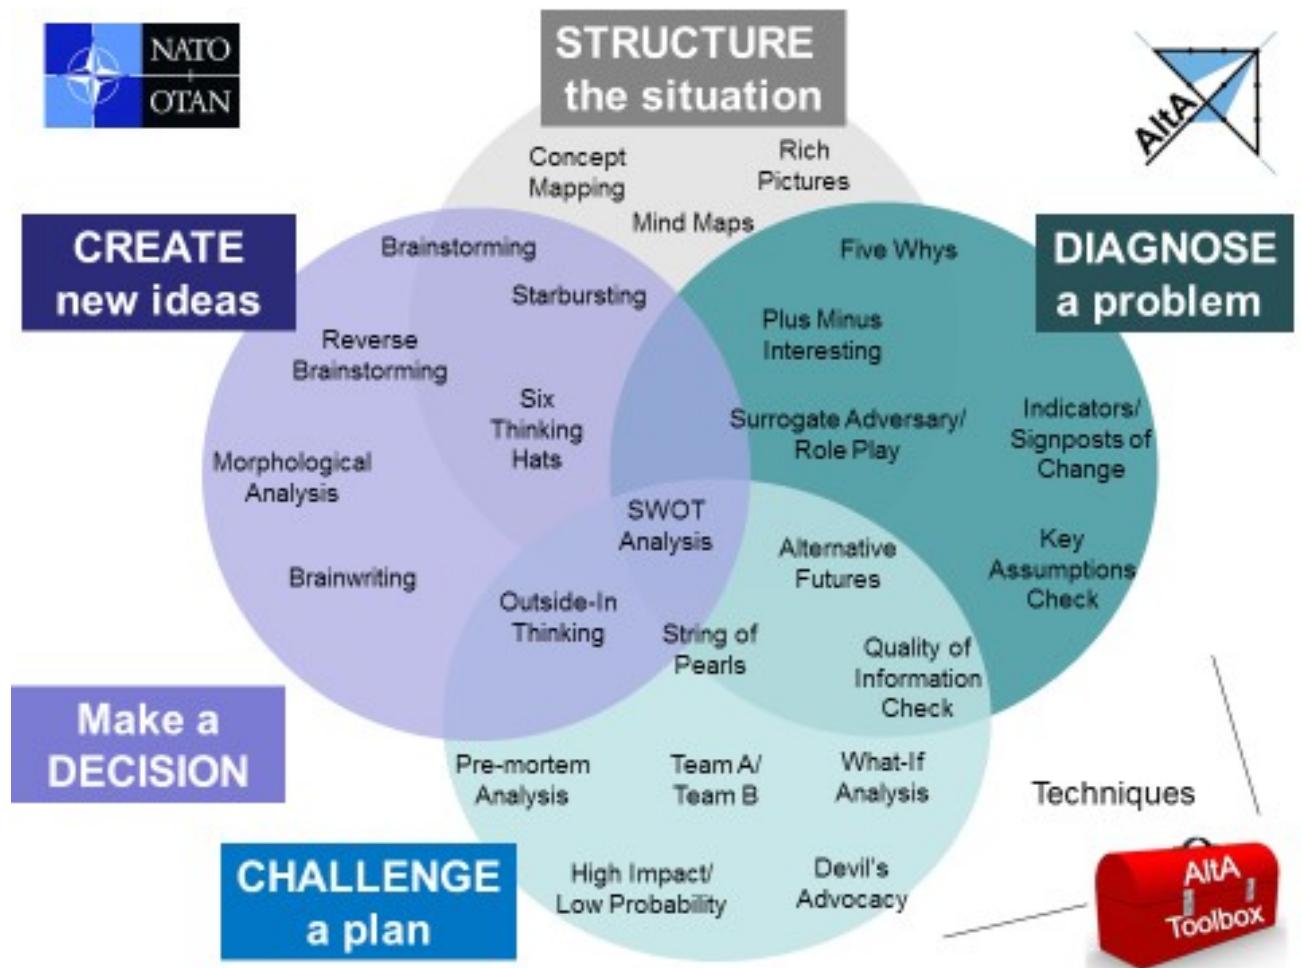 NATO
OTAN
STRUCTURE
the situation
AltA
Concept
Mapping
Rich
Pictures
Mind Maps
CREATE
new ideas
DIAGNOSE
a problem
Brainstorming
Five Whys
Starbursting
Plus Minus
Interesting
Reverse
Brainstorming
Six
Thinking
Hats
Surrogate Adversary/
Role Play
Indicators/
Signposts of
Change
Morphological
Analysis
SWOT
Analysis
Alternative
Futures
Key
Assumptions
Check
Brainwriting
Outside-In
Thinking
String of
Pearls
Quality of
Information
Check
Make a
DECISION
Pre-mortem
Analysis
Team A/
Team B
What-If
Analysis
Techniques
CHALLENGE
a plan
High Impact/
Low Probability
Devil's
Advocacy
AltA
Toolbox